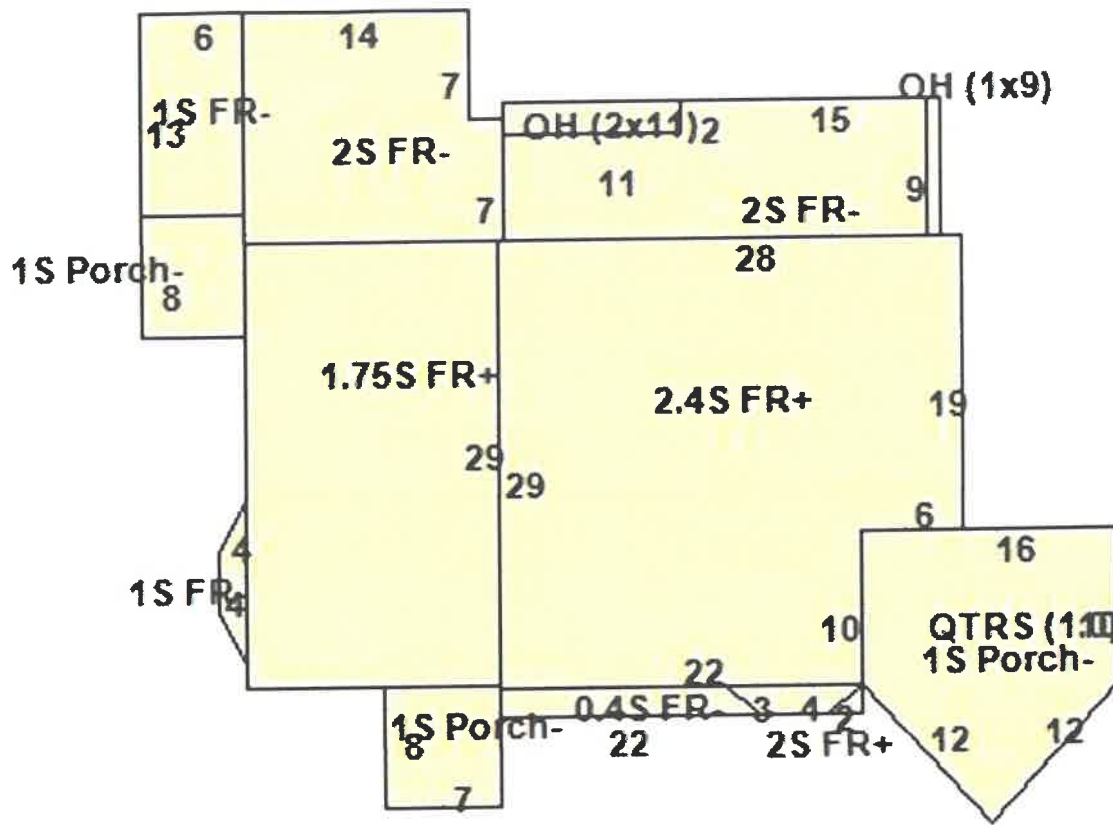 6
14
7
OH (1x9)
1S FR-
13
OH (2x11)
2
15
2S FR-
11
9
7
2S FR-
1S Porch-
8
28
1.75S FR+
2.4S FR+
19
29
29
6
16
4
1S FR-
4
10
QTRS (1.0
1S Porch-
22
0.4S FR-
3
4
2
1S Porch-
8
22
2S FR+
12
12
7